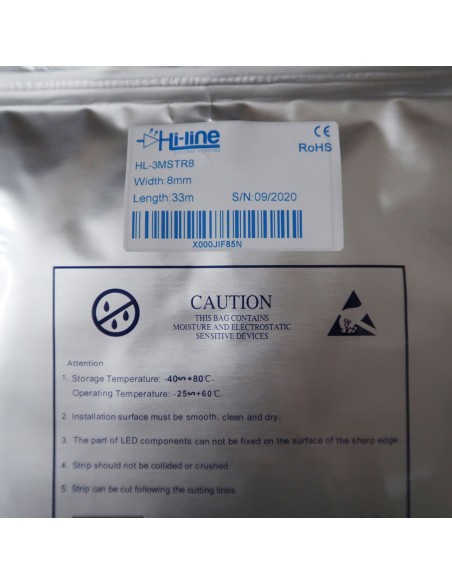 Hi-line
CE
RoHS
HL-3MSTR8
Width:8mm
Length:33m S/N:09/2020
X000JIF85N
CAUTION
THIS BAG CONTAINS
MOISTURE AND ELECTROSTATIC
SENSITIVE DEVICES
Attention
1. Storage Temperature: -40∽+80℃.
Operating Temperature: -25∽+60℃.
2. Installation surface must be smooth, clean and dry.
3. The part of LED components can not be fixed on the surface of the sharp edge.
4. Strip should not be collided or crushed.
5. Strip can be cut following the cutting lines.